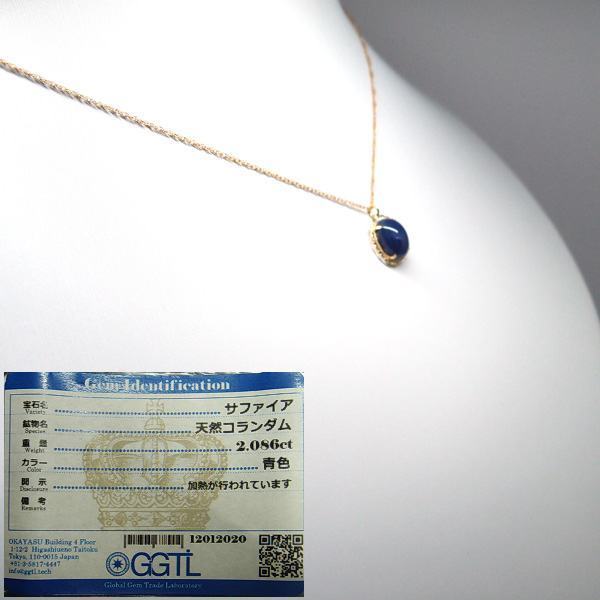 Gem Identification
宝石名 サファイア
Variety
鉱物名 天然コランダム
Species
重量 2.086ct
Weight
カラー 青色
Color
開示 加熱が行われています
Disclosure
備考
Remarks
OKAYASU Building 4 Floor
1-12-2 Higashiueno Taitoku
Tokyo, 110-0015 Japan
+81-3-5817-4447
info@ggtl.tech
12012020
GGTL
Global Gem Trade Laboratory